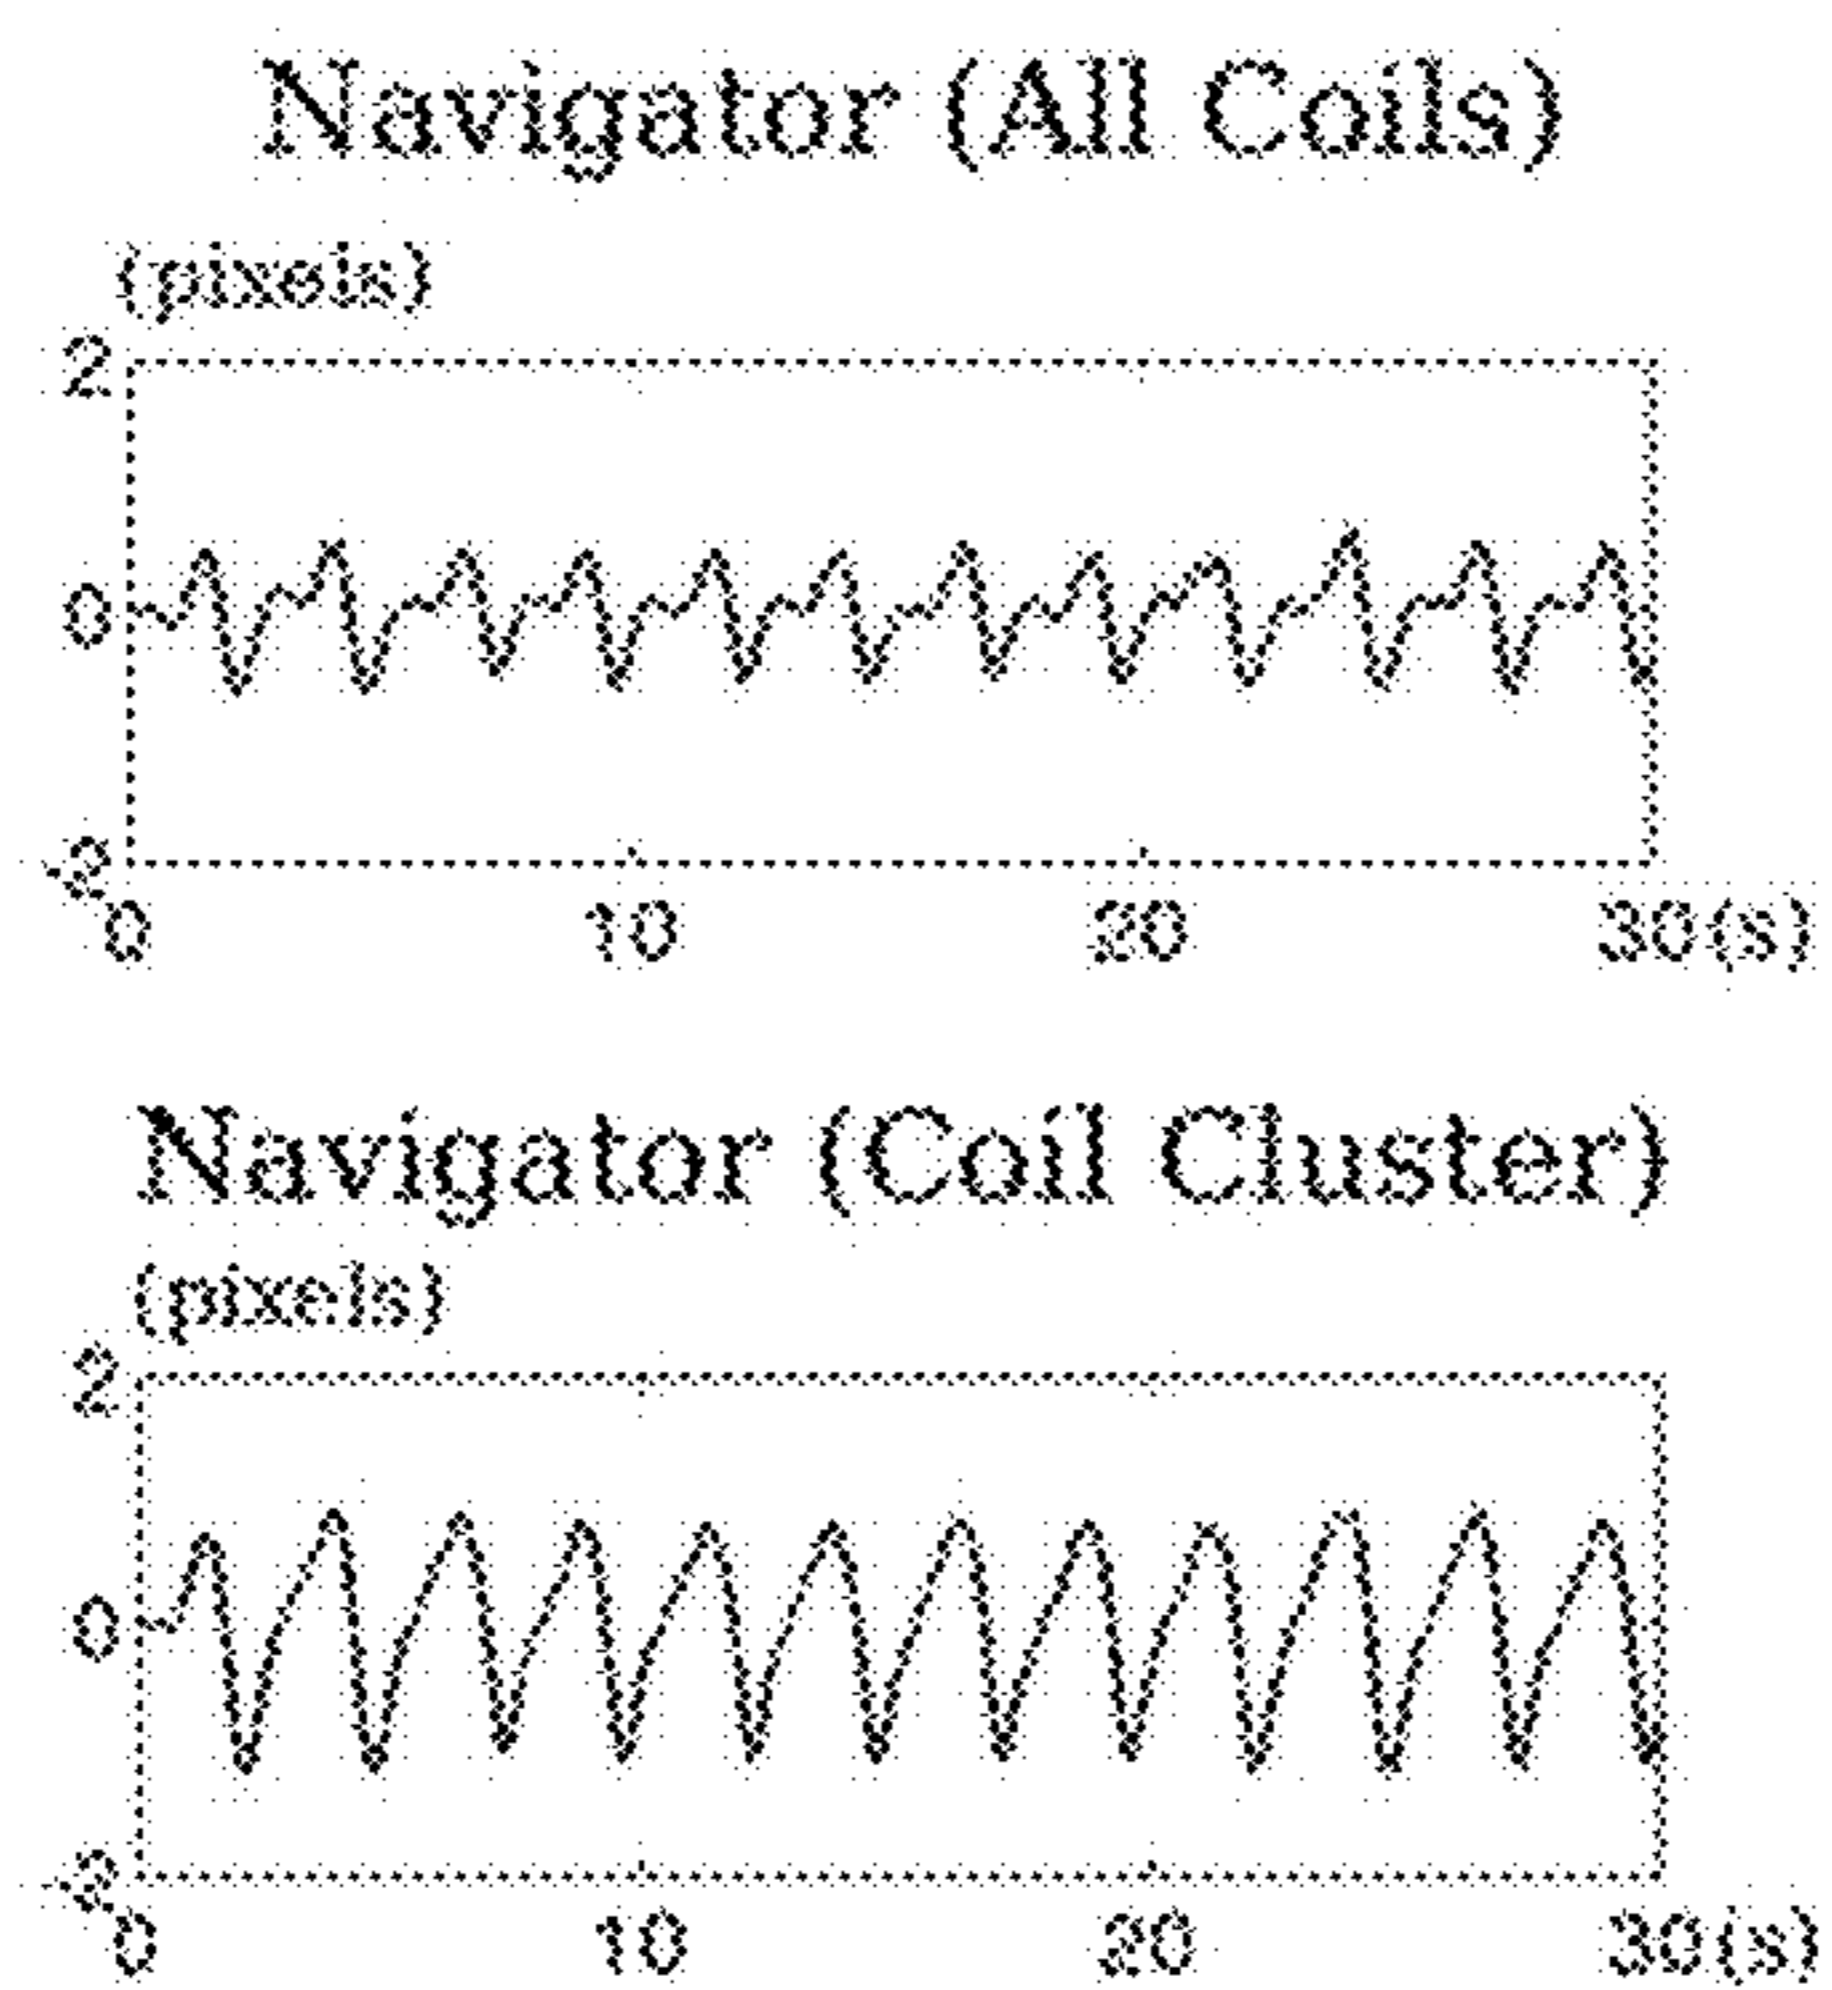 Navigator (All Coils)
(pixels)
2
0
-2
0 10 20 30(s)
Navigator (Coil Cluster)
(pixels)
2
0
-2
0 10 20 30(s)